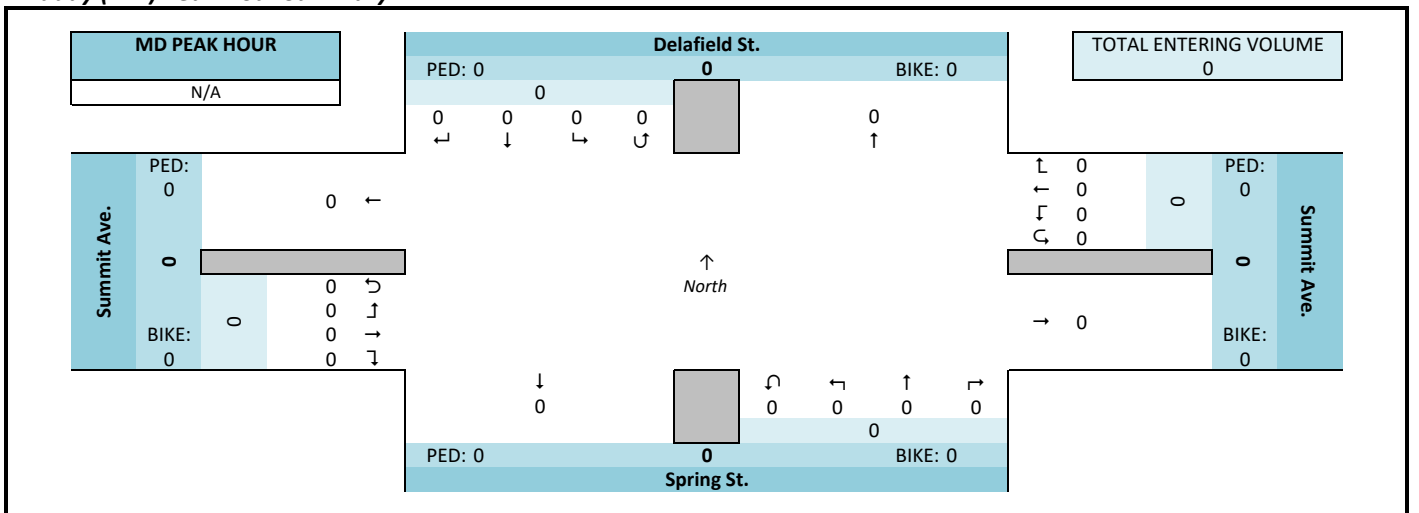 MD PEAK HOUR
N/A
Delafield St.
PED: 0 0 BIKE: 0
0
0 0 0 0
↵ ↓ ↳ ↺
0
↑
TOTAL ENTERING VOLUME
0
Summit Ave.
PED:
0
0
BIKE:
0
0
0 ←
0
0
0 →
0
↑
North
0
← 0
0
0
0
→ 0
PED:
0
0
BIKE:
0
Summit Ave.
↓
0
↑
0 0 0 0
0
PED: 0 0 BIKE: 0
Spring St.